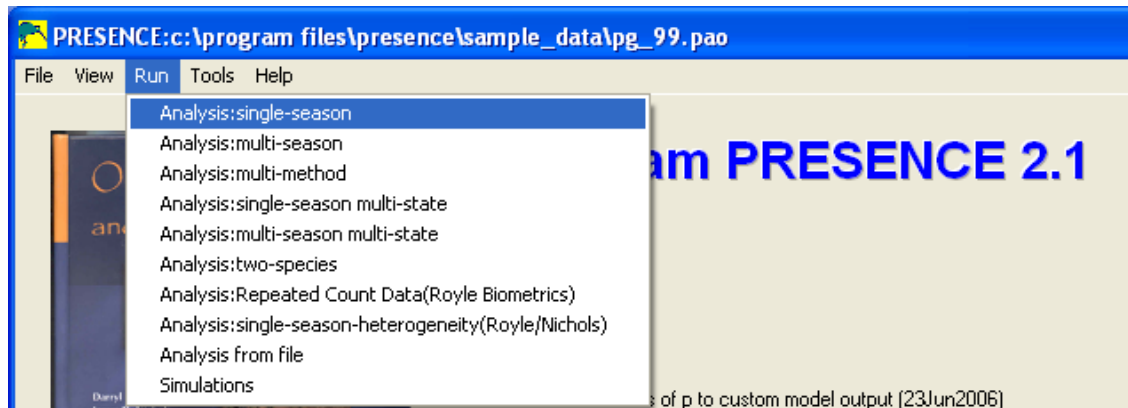 PRESENCE:c:\program files\presence\sample_data\pg_99.pao
File View Run Tools Help
Analysis:single-season
Analysis:multi-season
Analysis:multi-method
Analysis:single-season multi-state
Analysis:multi-season multi-state
Analysis:two-species
Analysis:Repeated Count Data(Royle Biometrics)
Analysis:single-season-heterogeneity(Royle/Nichols)
Analysis from file
Simulations
am PRESENCE 2.1
O
an
Darryl
s of p to custom model output (23Jun2006)